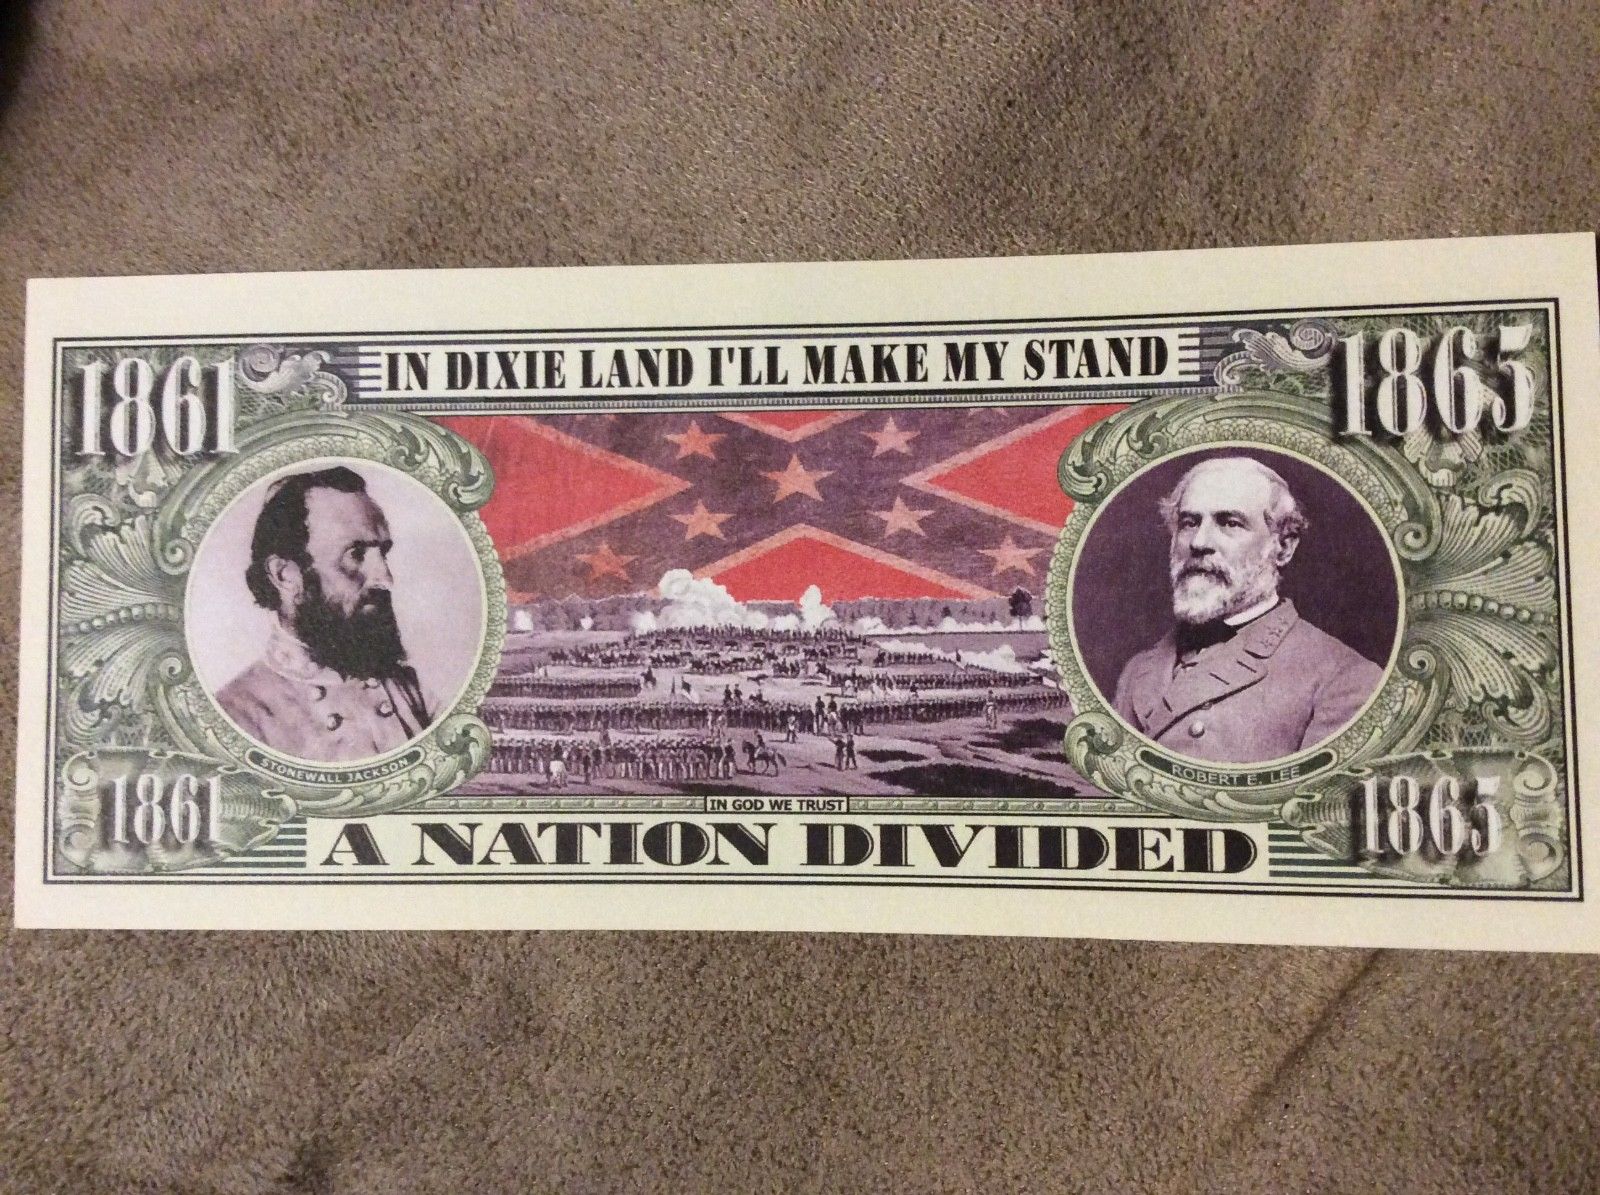 IN DIXIE LAND I'LL MAKE MY STAND
1861
1865
STONEWALL JACKSON
ROBERT E. LEE
1861
IN GOD WE TRUST
1865
A NATION DIVIDED